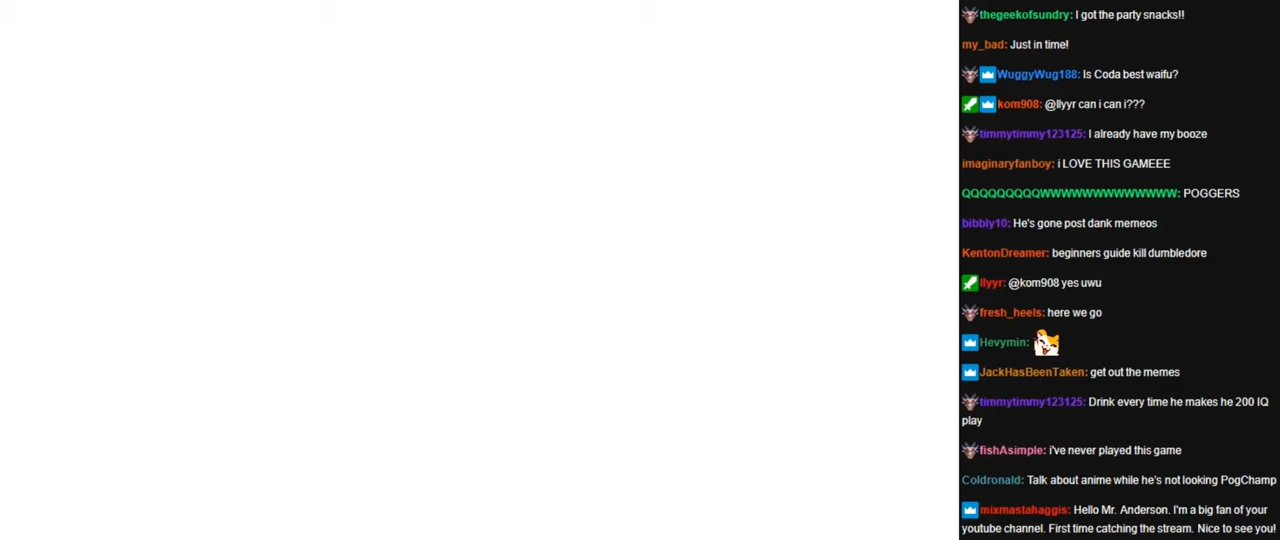 thegeekofsundry: I got the party snacks!!
my_bad: Just in time!
WuggyWug188: Is Coda best waifu?
kom908: @llyyr can i can i???
timmytimmy123125: I already have my booze
imaginaryfanboy: i LOVE THIS GAMEEE
QQQQQQQQQWWWWWWWWWWWWW: POGGERS
bibbly10: He's gone post dank memeos
KentonDreamer: beginners guide kill dumbledore
llyyr: @kom908 yes uwu
fresh_heels: here we go
Hevymin:
JackHasBeenTaken: get out the memes
timmytimmy123125: Drink every time he makes he 200 IQ
play
fishAsimple: i've never played this game
Coldronald: Talk about anime while he's not looking PogChamp
mixmastahaggis: Hello Mr. Anderson. I'm a big fan of your
youtube channel. First time catching the stream. Nice to see you!